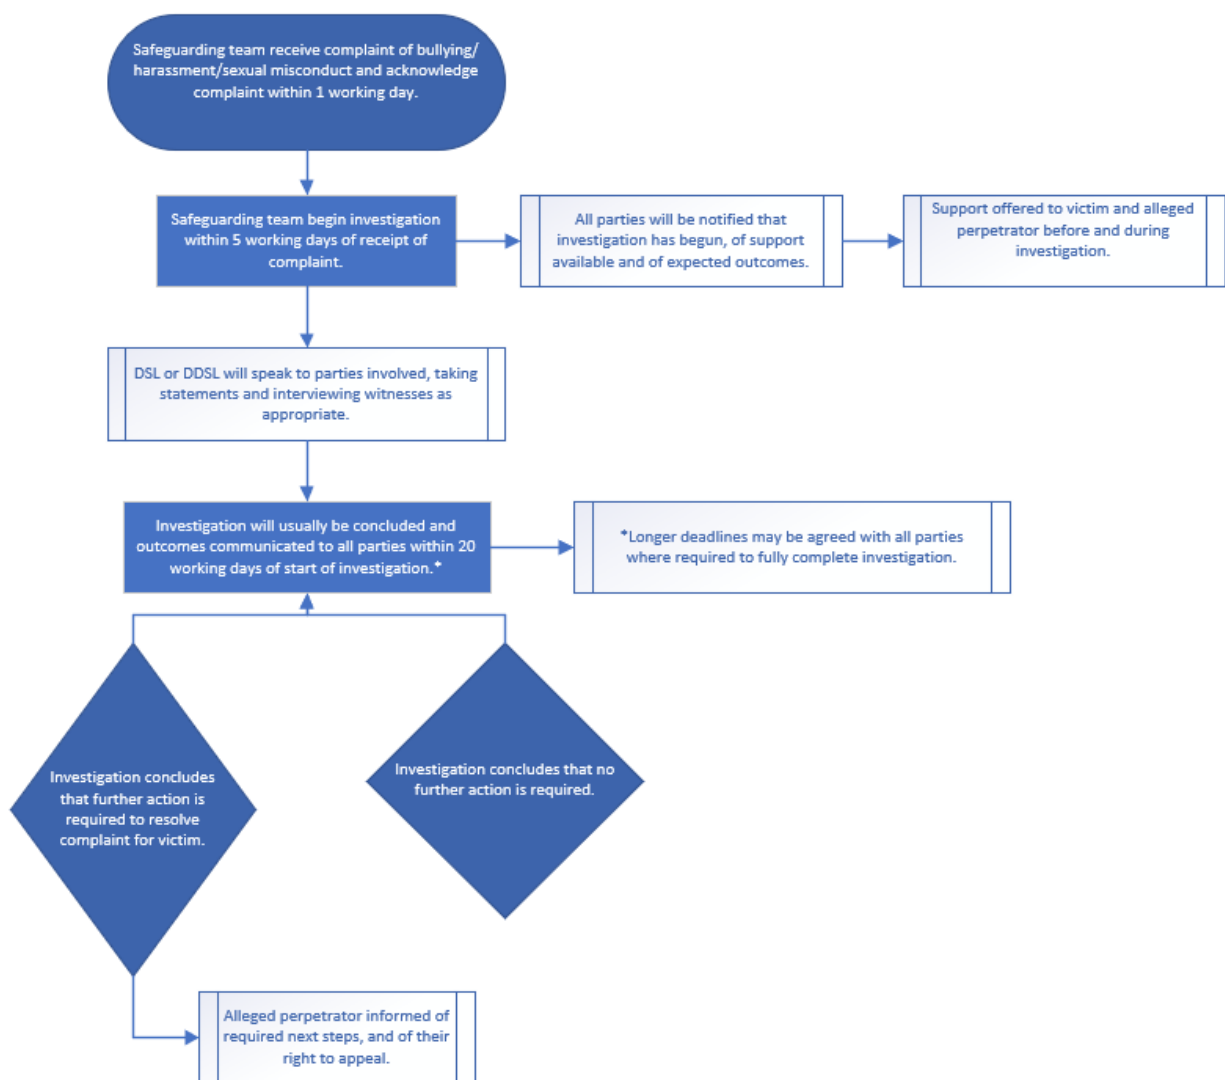 Safeguarding team receive complaint of bullying/
harassment/sexual misconduct and acknowledge
complaint within 1 working day.
Safeguarding team begin investigation
within 5 working days of receipt of
complaint.
All parties will be notified that
investigation has begun, of support
available and of expected outcomes.
Support offered to victim and alleged
perpetrator before and during
investigation.
DSL or DDSL will speak to parties involved, taking
statements and interviewing witnesses as
appropriate.
Investigation will usually be concluded and
outcomes communicated to all parties within 20
working days of start of investigation.*
*Longer deadlines may be agreed with all parties
where required to fully complete investigation.
Investigation concludes
that further action is
required to resolve
complaint for victim.
Investigation concludes that no
further action is required.
Alleged perpetrator informed of
required next steps, and of their
right to appeal.